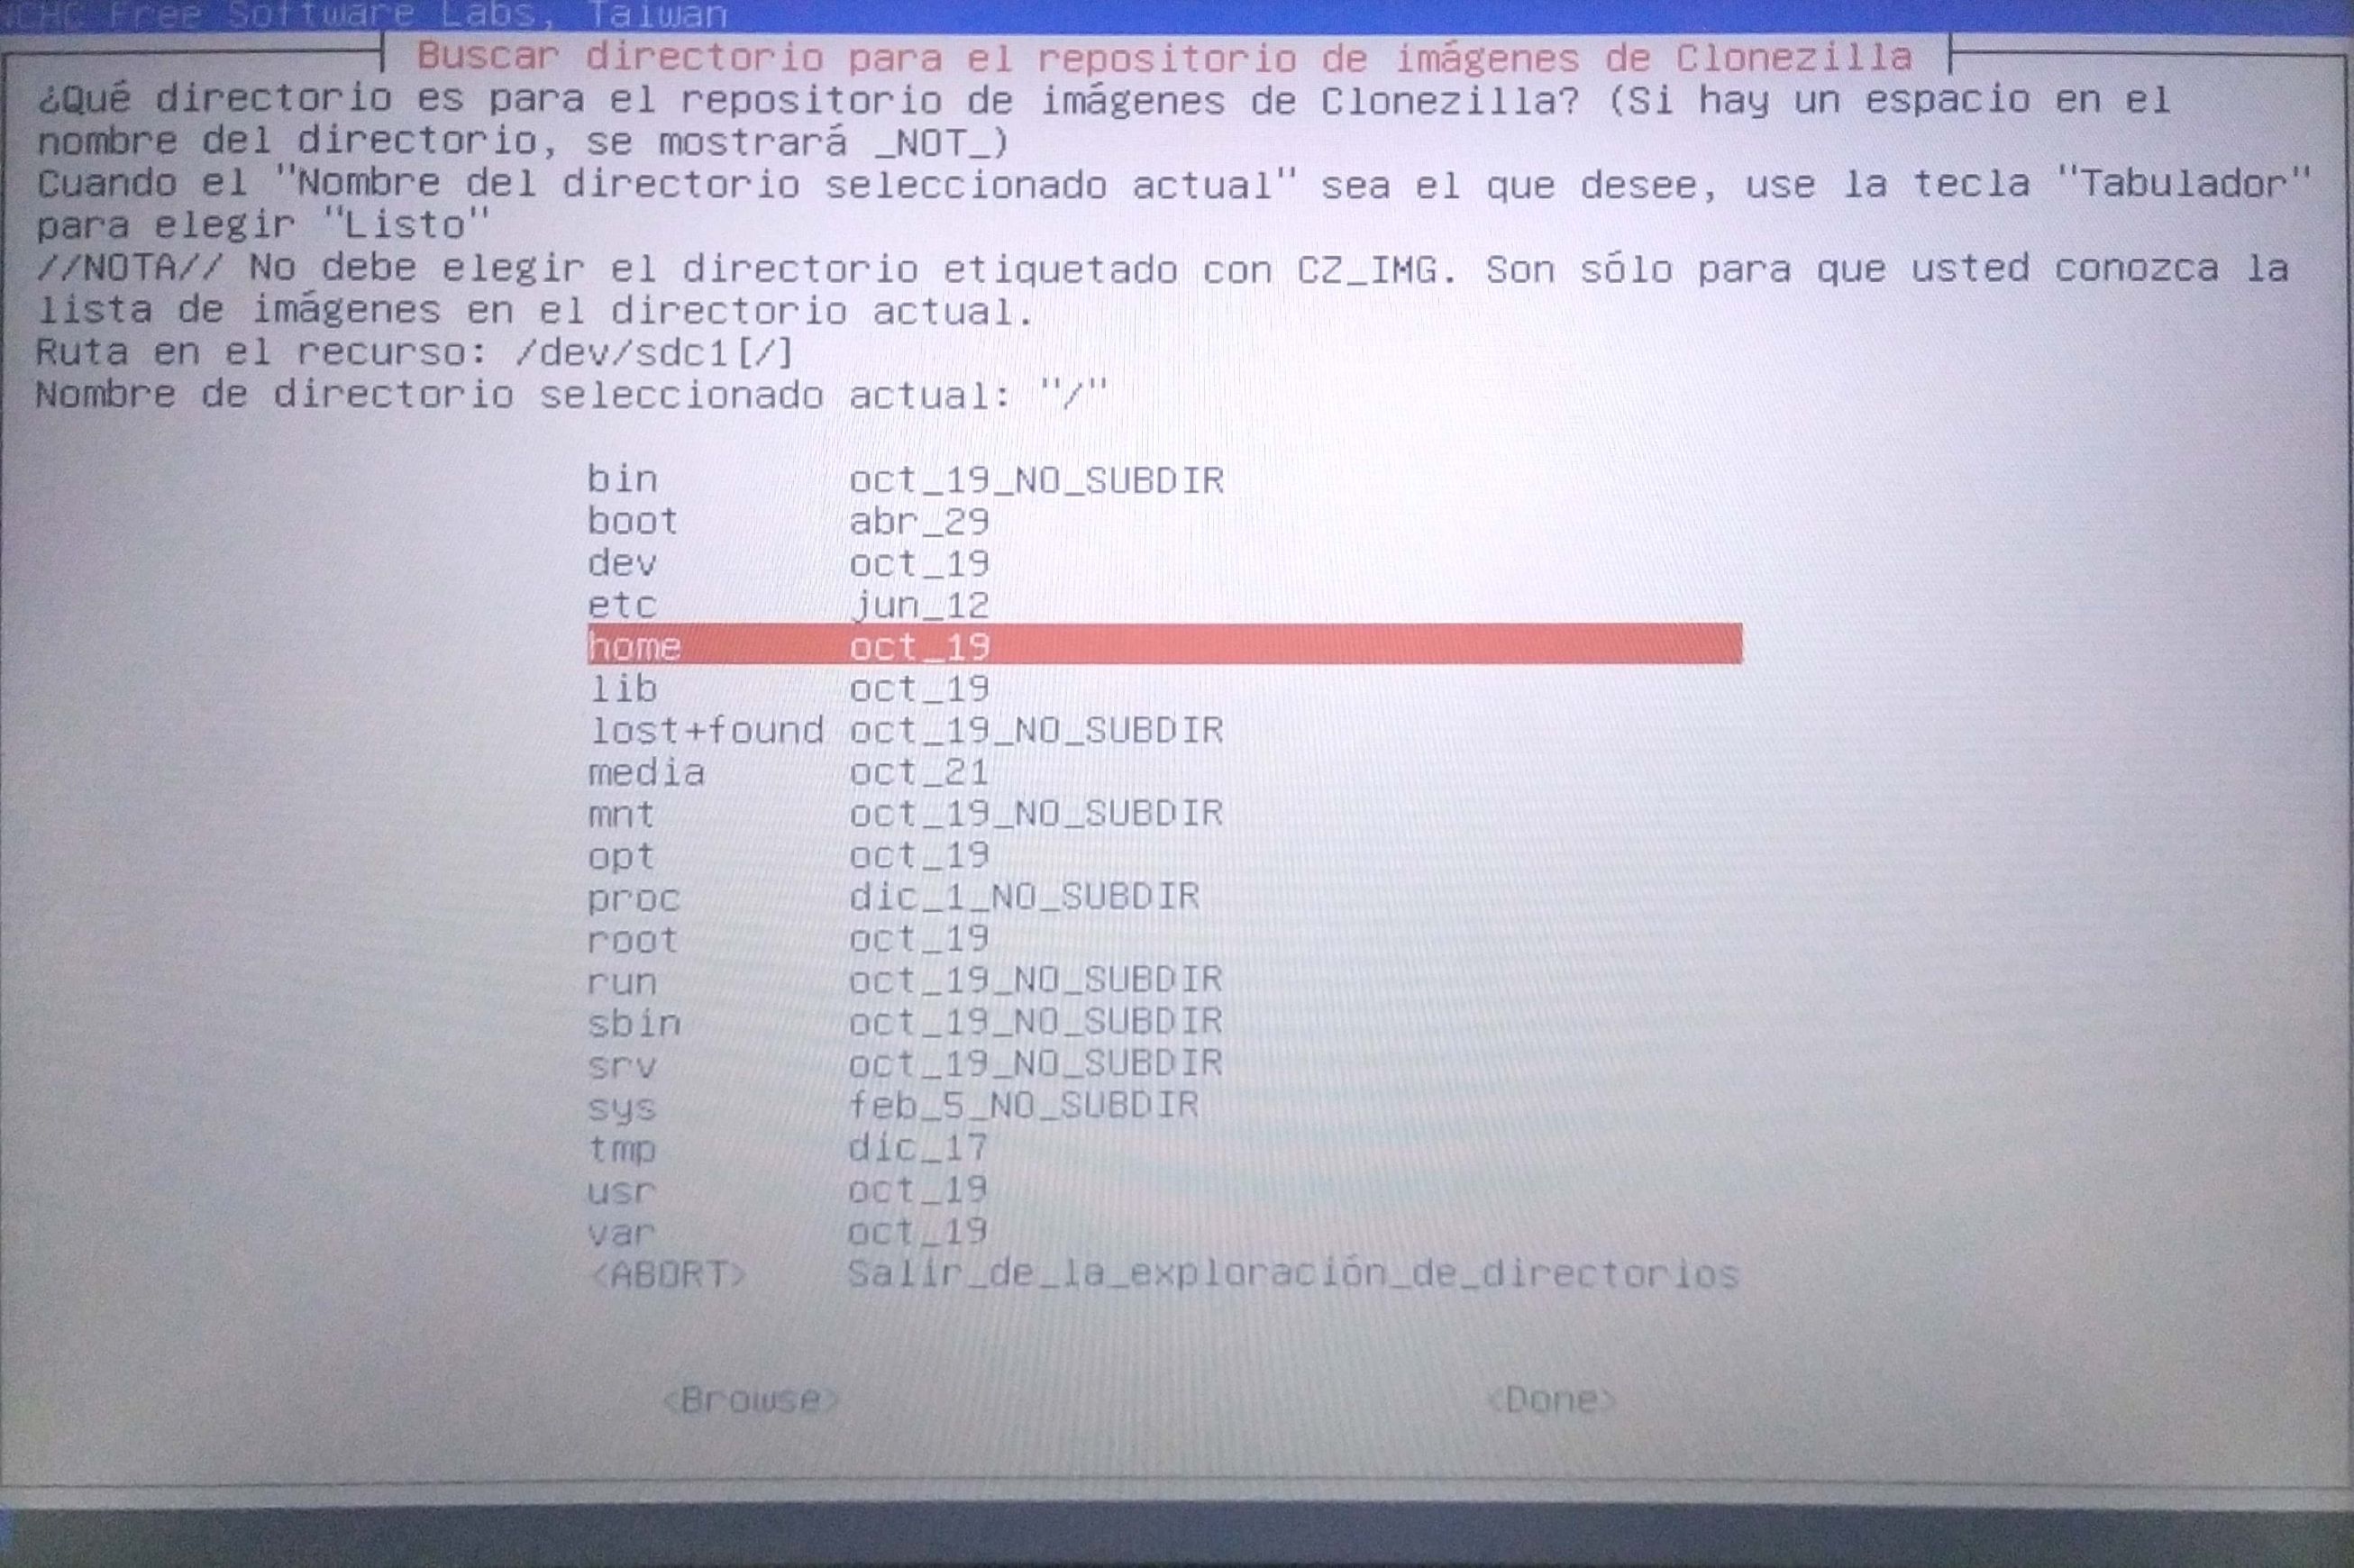 NCHC Free Software Labs, Taiwan
Buscar directorio para el repositorio de imágenes de Clonezilla
¿Qué directorio es para el repositorio de imágenes de Clonezilla? (Si hay un espacio en el
nombre del directorio, se mostrará _NOT_)
Cuando el "Nombre del directorio seleccionado actual" sea el que desee, use la tecla "Tabulador"
para elegir "Listo"
//NOTA// No debe elegir el directorio etiquetado con CZ_IMG. Son sólo para que usted conozca la
lista de imágenes en el directorio actual.
Ruta en el recurso: /dev/sdc1[/]
Nombre de directorio seleccionado actual: "/"
bin oct_19_NO_SUBDIR
boot abr_29
dev oct_19
etc jun_12
home oct_19
lib oct_19
lost+found oct_19_NO_SUBDIR
media oct_21
mnt oct_19_NO_SUBDIR
opt oct_19
proc dic_1_NO_SUBDIR
root oct_19
run oct_19_NO_SUBDIR
sbin oct_19_NO_SUBDIR
srv oct_19_NO_SUBDIR
sys feb_5_NO_SUBDIR
tmp dic_17
usr oct_19
var oct_19
<ABORT> Salir_de_la_exploración_de_directorios
<Browse> <Done>